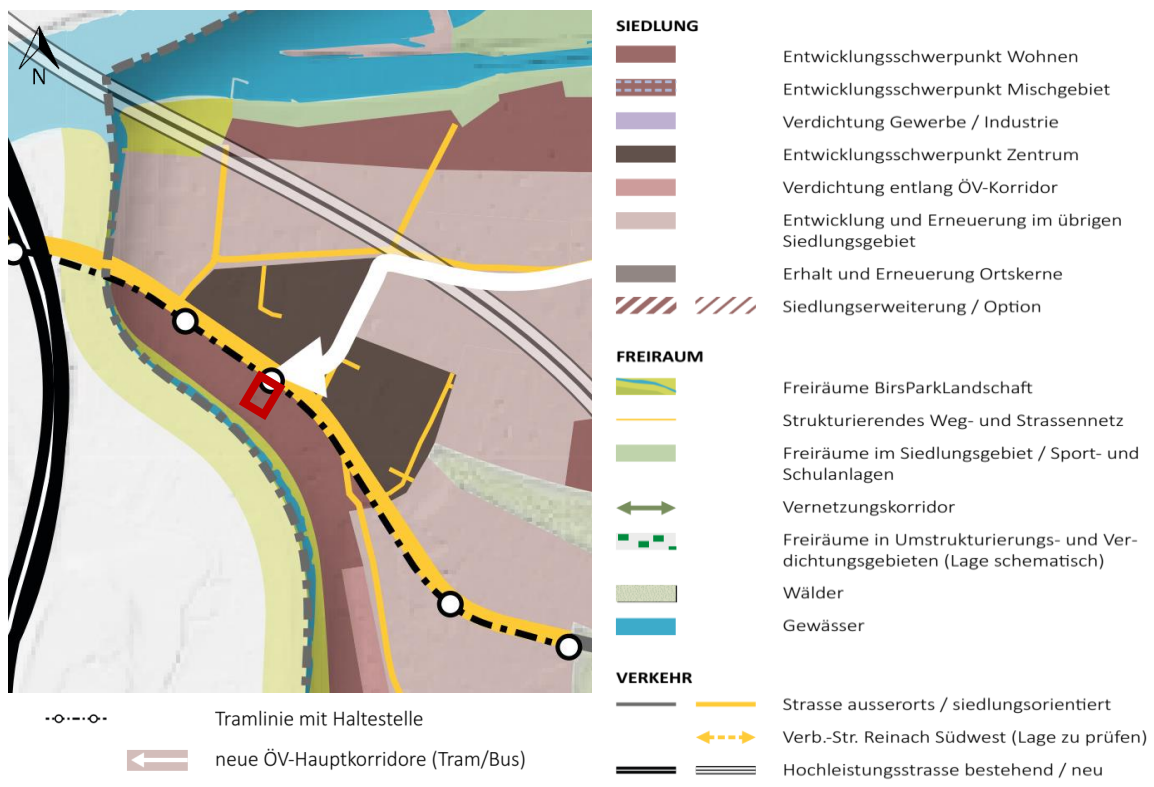 N
Tramlinie mit Haltestelle
neue ÖV-Hauptkorridore (Tram/Bus)
SIEDLUNG
Entwicklungsschwerpunkt Wohnen
Entwicklungsschwerpunkt Mischgebiet
Verdichtung Gewerbe / Industrie
Entwicklungsschwerpunkt Zentrum
Verdichtung entlang ÖV-Korridor
Entwicklung und Erneuerung im übrigen
Siedlungsgebiet
Erhalt und Erneuerung Ortskerne
Siedlungserweiterung / Option
FREIRAUM
Freiräume BirsParkLandschaft
Strukturierendes Weg- und Strassennetz
Freiräume im Siedlungsgebiet / Sport- und
Schulanlagen
Vernetzungskorridor
Freiräume in Umstrukturierungs- und Ver-
dichtungsgebieten (Lage schematisch)
Wälder
Gewässer
VERKEHR
Strasse ausserorts / siedlungsorientiert
Verb.-Str. Reinach Südwest (Lage zu prüfen)
Hochleistungsstrasse bestehend / neu